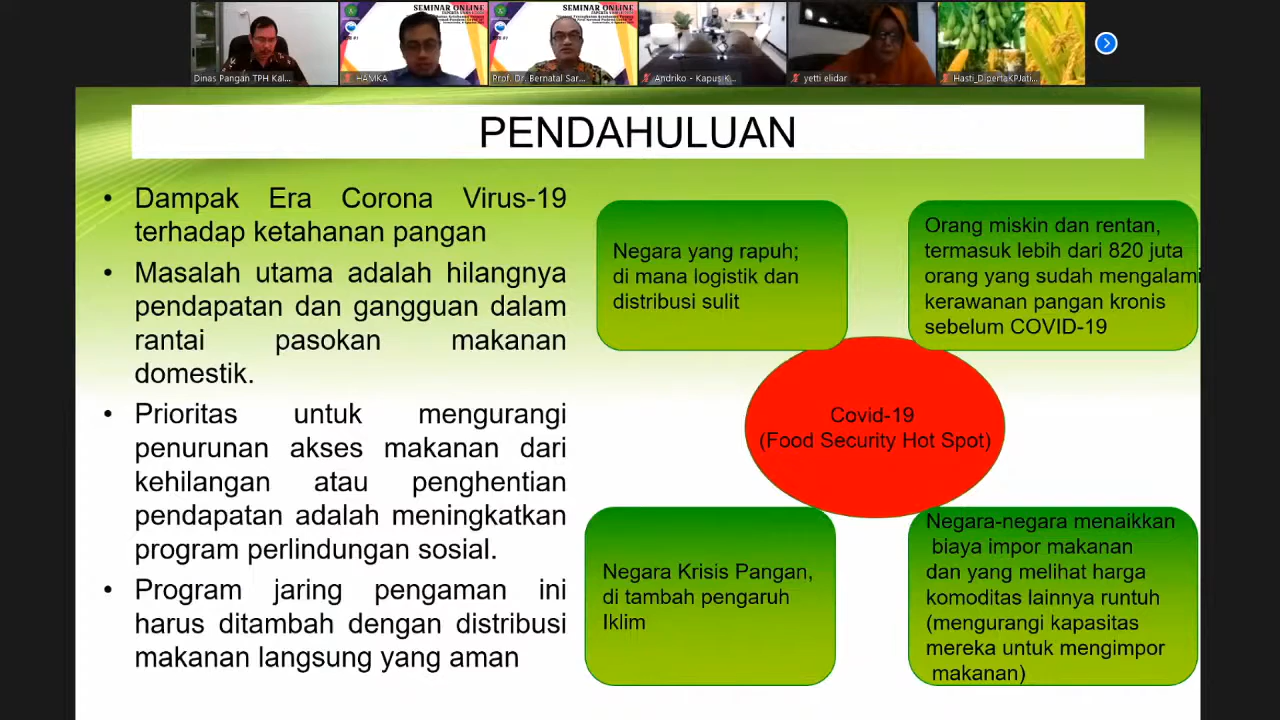 SEMINAR ONLINE
SEMINAR ONLINE
Dinas Pangan TPH Kal...
HAMKA
Prof. Dr. Bernatal Sar...
Andriko - Kapus K...
yetti elidar
Hasti_DipertaKPJati...
PENDAHULUAN
• Dampak Era Corona Virus-19
terhadap ketahanan pangan
• Masalah utama adalah hilangnya
pendapatan dan gangguan dalam
rantai pasokan makanan
domestik.
• Prioritas untuk mengurangi
penurunan akses makanan dari
kehilangan atau penghentian
pendapatan adalah meningkatkan
program perlindungan sosial.
• Program jaring pengaman ini
harus ditambah dengan distribusi
makanan langsung yang aman
Negara yang rapuh;
di mana logistik dan
distribusi sulit
Orang miskin dan rentan,
termasuk lebih dari 820 juta
orang yang sudah mengalami
kerawanan pangan kronis
sebelum COVID-19
Covid-19
(Food Security Hot Spot)
Negara Krisis Pangan,
di tambah pengaruh
Iklim
Negara-negara menaikkan
biaya impor makanan
dan yang melihat harga
komoditas lainnya runtuh
(mengurangi kapasitas
mereka untuk mengimpor
makanan)